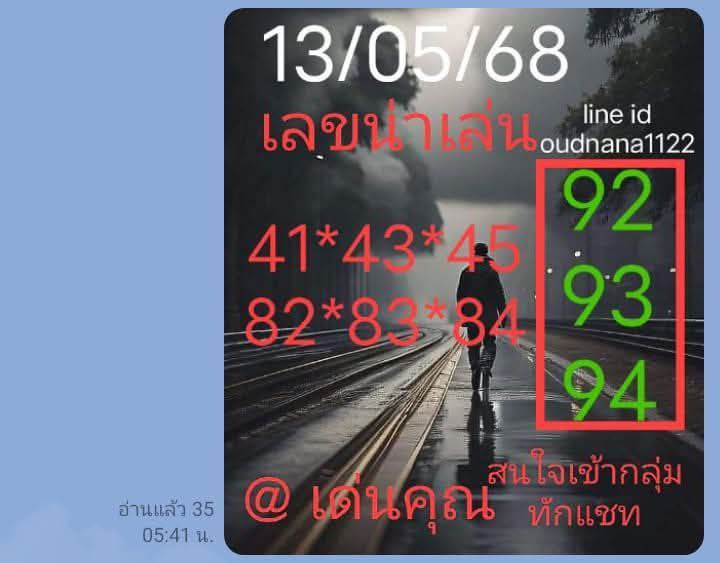 13/05/68
เลขน่าเล่น
line id
oudnana1122
92
41*43*45
93
82*83*84
94
สนใจเข้ากลุ่ม
@ เด่นคุณ
ทักแชท
อ่านแล้ว 35
05:41 น.